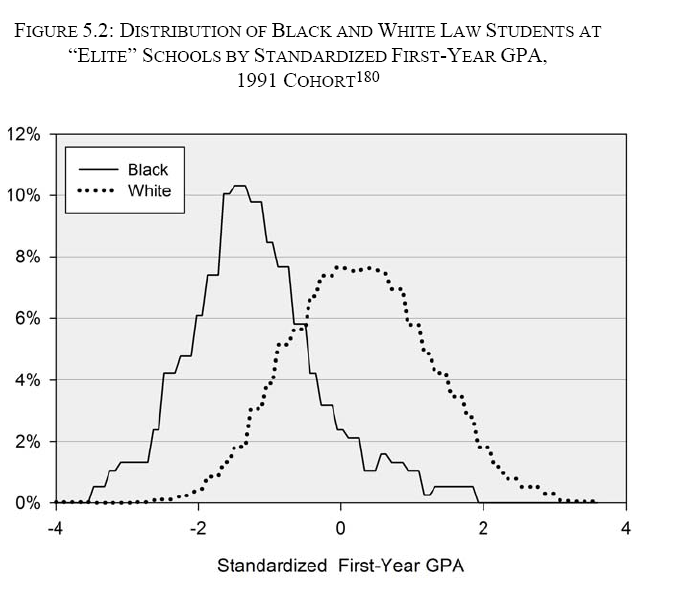 FIGURE 5.2: DISTRIBUTION OF BLACK AND WHITE LAW STUDENTS AT
“ELITE” SCHOOLS BY STANDARDIZED FIRST-YEAR GPA,
1991 COHORT180
12%
10%
8%
6%
4%
2%
0%
Black
White
-4
-2
0
2
4
Standardized First-Year GPA